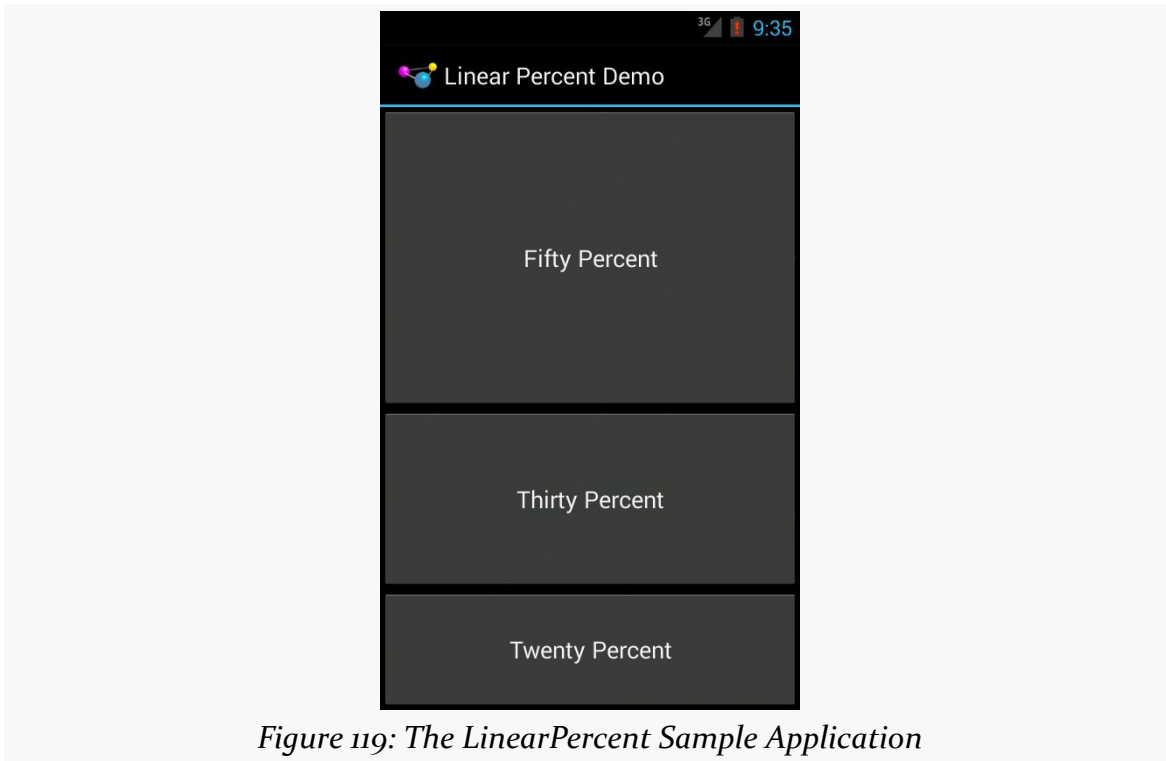 3G 9:35
Linear Percent Demo
Fifty Percent
Thirty Percent
Twenty Percent
Figure 119: The LinearPercent Sample Application